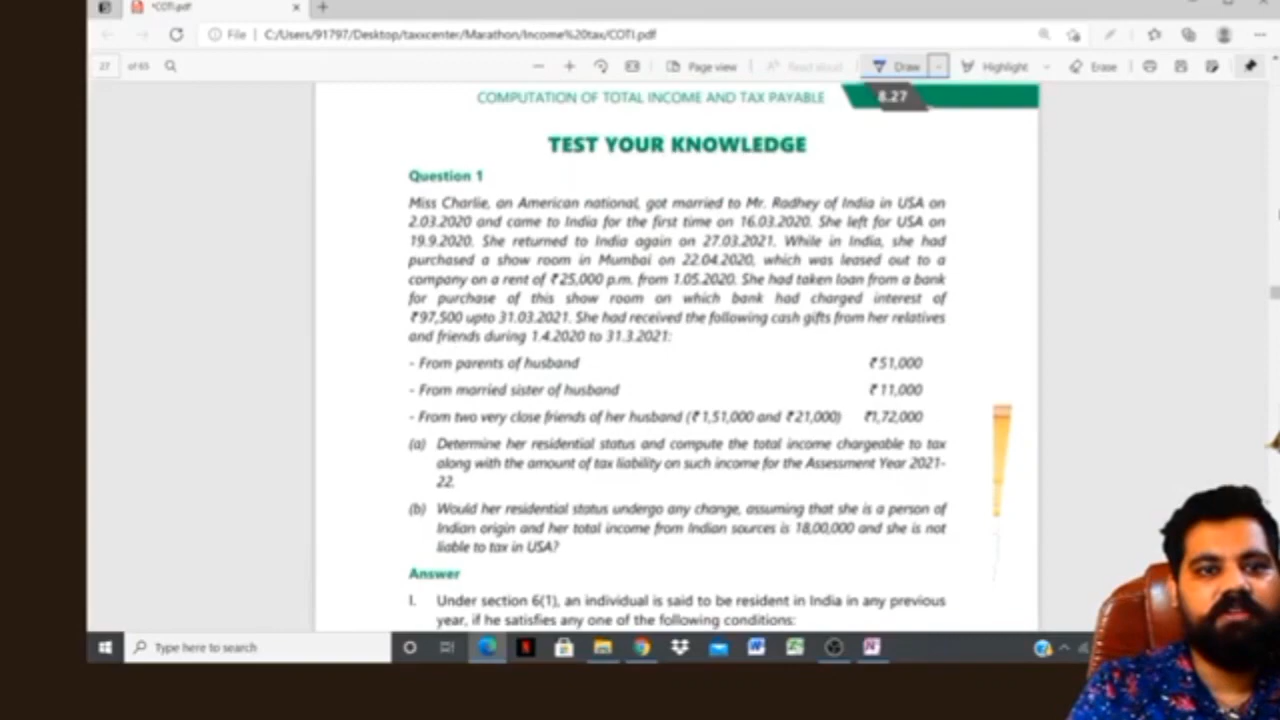 *COTI.pdf
File | C:/Users/91797/Desktop/taxxcenter/Marathon/Income%20tax/COTI.pdf
27 of 65 Page view Read aloud Draw Highlight Erase
COMPUTATION OF TOTAL INCOME AND TAX PAYABLE 8.27
TEST YOUR KNOWLEDGE
Question 1
Miss Charlie, an American national, got married to Mr. Radhey of India in USA on
2.03.2020 and came to India for the first time on 16.03.2020. She left for USA on
19.9.2020. She returned to India again on 27.03.2021. While in India, she had
purchased a show room in Mumbai on 22.04.2020, which was leased out to a
company on a rent of ₹25,000 p.m. from 1.05.2020. She had taken loan from a bank
for purchase of this show room on which bank had charged interest of
₹97,500 upto 31.03.2021. She had received the following cash gifts from her relatives
and friends during 1.4.2020 to 31.3.2021:
- From parents of husband ₹51,000
- From married sister of husband ₹11,000
- From two very close friends of her husband (₹1,51,000 and ₹21,000) ₹1,72,000
(a) Determine her residential status and compute the total income chargeable to tax
along with the amount of tax liability on such income for the Assessment Year 2021-
22.
(b) Would her residential status undergo any change, assuming that she is a person of
Indian origin and her total income from Indian sources is 18,00,000 and she is not
liable to tax in USA?
Answer
I. Under section 6(1), an individual is said to be resident in India in any previous
year, if he satisfies any one of the following conditions:
Type here to search